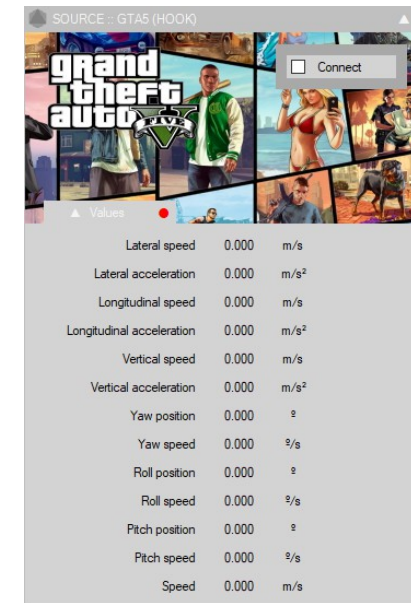 SOURCE :: GTA5 (HOOK)
grand
theft
auto
FIVE
Connect
Values
Lateral speed 0.000 m/s
Lateral acceleration 0.000 m/s²
Longitudinal speed 0.000 m/s
Longitudinal acceleration 0.000 m/s²
Vertical speed 0.000 m/s
Vertical acceleration 0.000 m/s²
Yaw position 0.000 º
Yaw speed 0.000 º/s
Roll position 0.000 º
Roll speed 0.000 º/s
Pitch position 0.000 º
Pitch speed 0.000 º/s
Speed 0.000 m/s